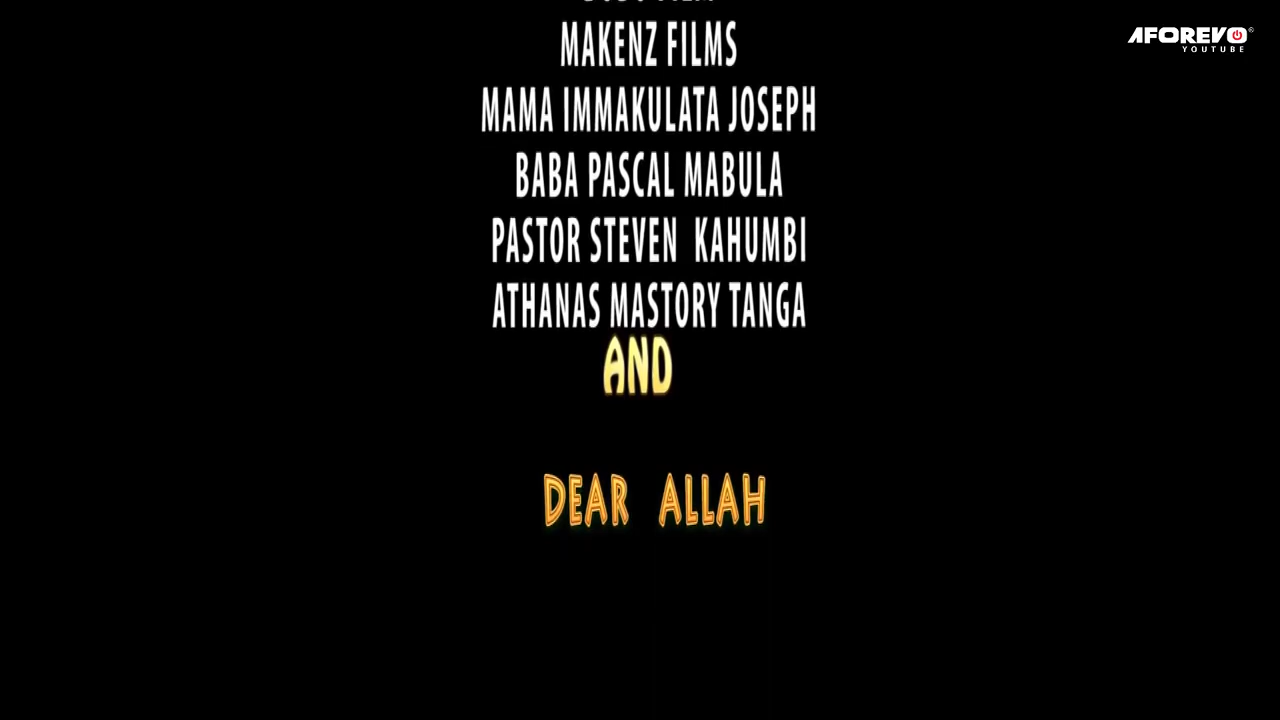 MAKENZ FILMS
MAMA IMMAKULATA JOSEPH
BABA PASCAL MABULA
PASTOR STEVEN KAHUMBI
ATHANAS MASTORY TANGA
AND
DEAR ALLAH
AFOREVO
YOUTUBE